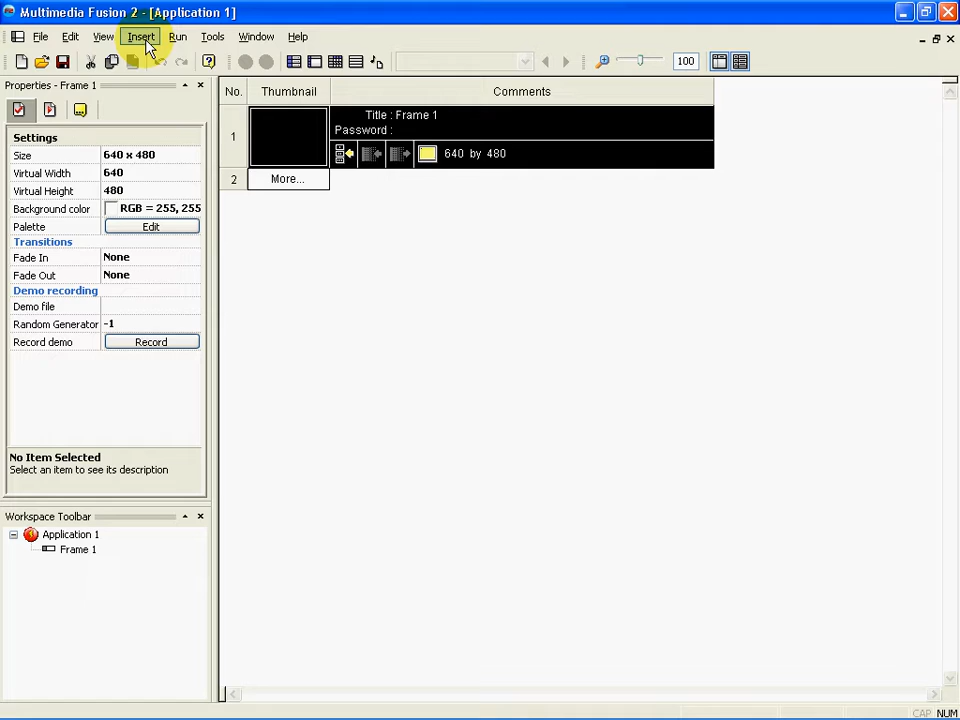 Multimedia Fusion 2 - [Application 1]
File Edit View Insert Run Tools Window Help
100
Properties - Frame 1
Settings
Size 640 x 480
Virtual Width 640
Virtual Height 480
Background color RGB = 255, 255
Palette Edit
Transitions
Fade In None
Fade Out None
Demo recording
Demo file
Random Generator -1
Record demo Record
No Item Selected
Select an item to see its description
Workspace Toolbar
Application 1
Frame 1
No. Thumbnail Comments
1
Title : Frame 1
Password :
640 by 480
2 More...
CAP NUM